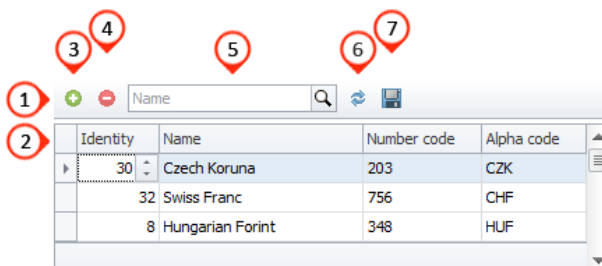 4 7
3 5 6
1 Name
2 Identity Name Number code Alpha code
30 Czech Koruna 203 CZK
32 Swiss Franc 756 CHF
8 Hungarian Forint 348 HUF